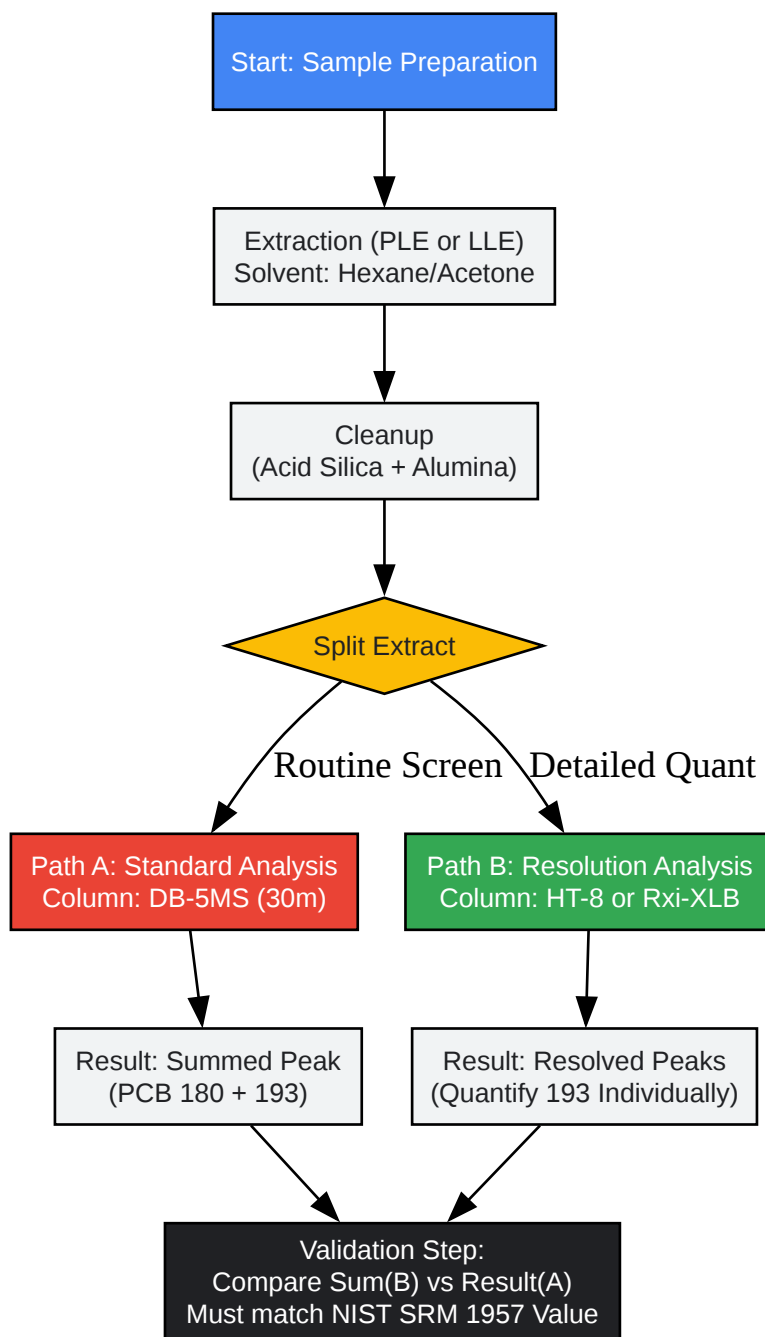 Start: Sample Preparation
Extraction (PLE or LLE)
Solvent: Hexane/Acetone
Cleanup
(Acid Silica + Alumina)
Split Extract
Routine Screen
Detailed Quant
Path A: Standard Analysis
Column: DB-5MS (30m)
Path B: Resolution Analysis
Column: HT-8 or Rxi-XLB
Result: Summed Peak
(PCB 180 + 193)
Result: Resolved Peaks
(Quantify 193 Individually)
Validation Step:
Compare Sum(B) vs Result(A)
Must match NIST SRM 1957 Value